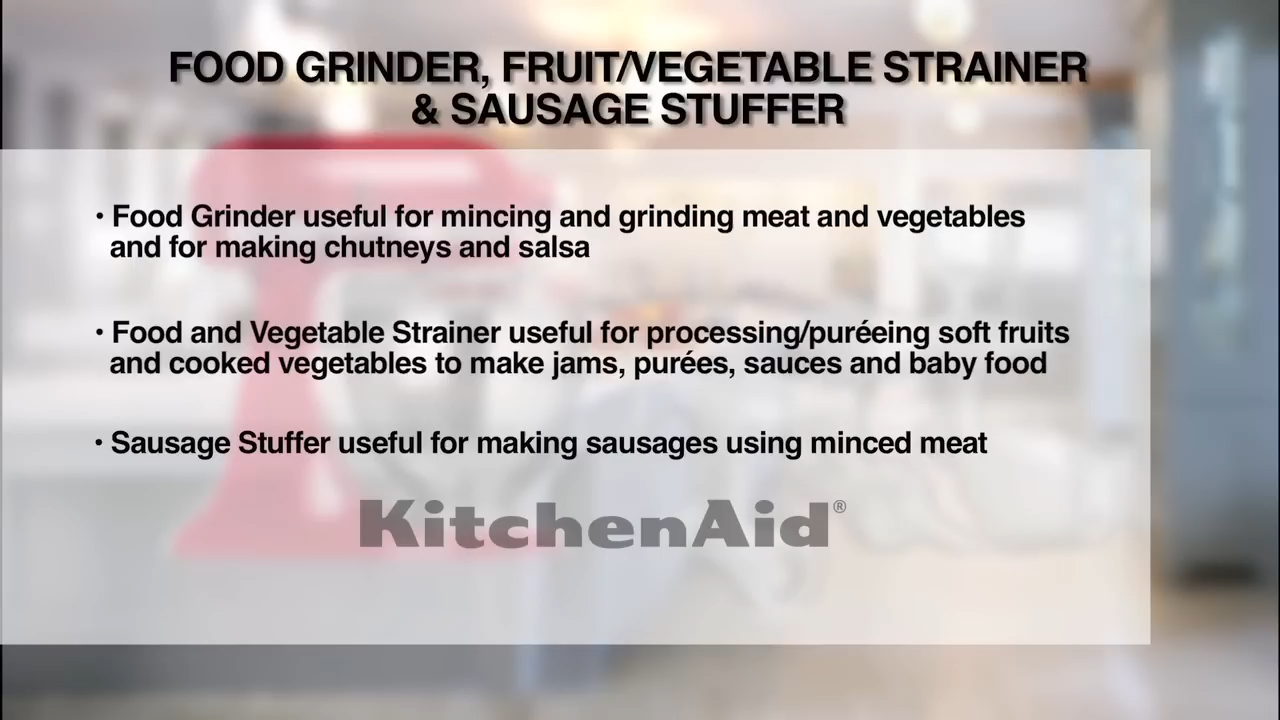 FOOD GRINDER, FRUIT/VEGETABLE STRAINER
& SAUSAGE STUFFER
• Food Grinder useful for mincing and grinding meat and vegetables
and for making chutneys and salsa
• Food and Vegetable Strainer useful for processing/puréeing soft fruits
and cooked vegetables to make jams, purées, sauces and baby food
• Sausage Stuffer useful for making sausages using minced meat
KitchenAid®